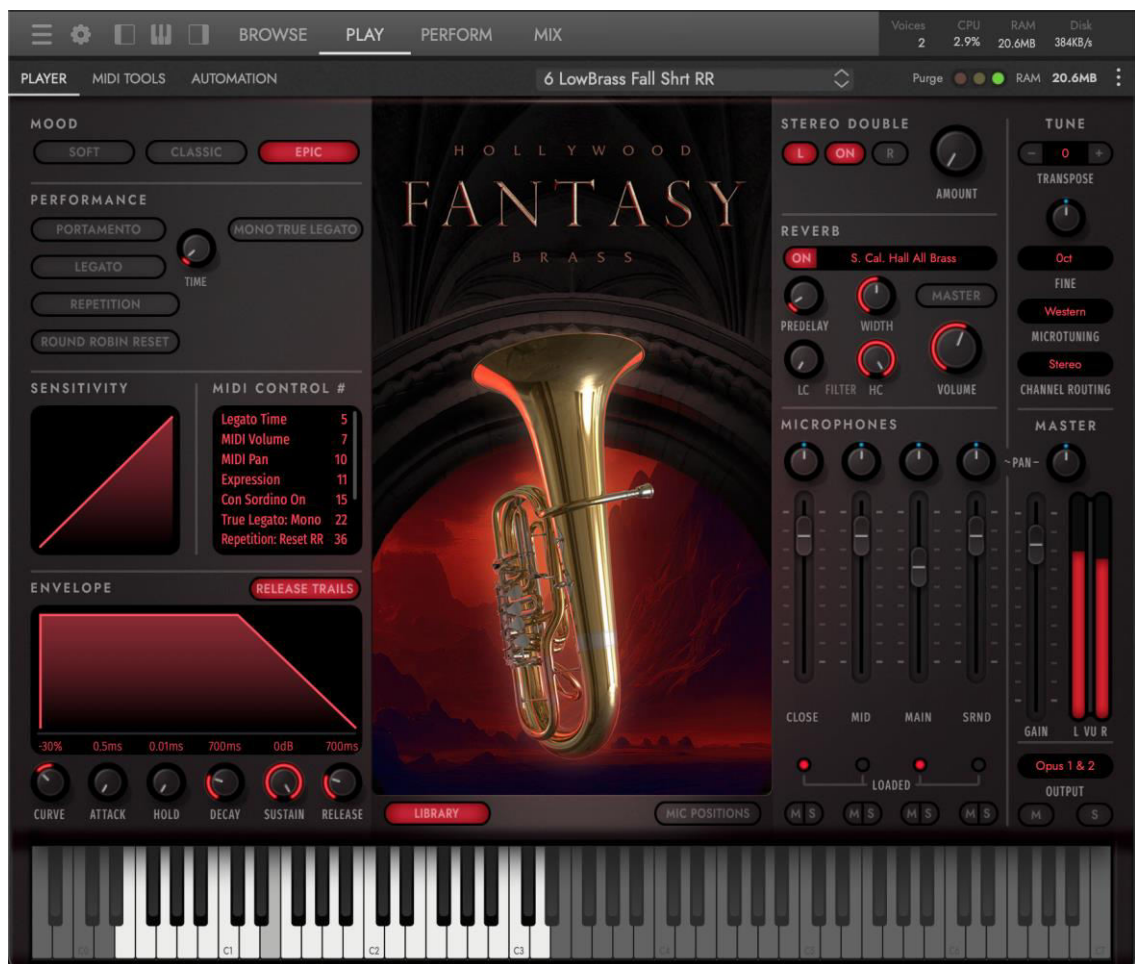 BROWSE PLAY PERFORM MIX
Voices CPU RAM Disk
2 2.9% 20.6MB 384KB/s
PLAYER MIDI TOOLS AUTOMATION
6 LowBrass Fall Shrt RR
Purge RAM 20.6MB
MOOD
SOFT CLASSIC EPIC
PERFORMANCE
PORTAMENTO MONO TRUE LEGATO
LEGATO
TIME
REPETITION
ROUND ROBIN RESET
SENSITIVITY
MIDI CONTROL #
Legato Time 5
MIDI Volume 7
MIDI Pan 10
Expression 11
Con Sordino On 15
True Legato: Mono 22
Repetition: Reset RR 36
ENVELOPE RELEASE TRAILS
-30% 0.5ms 0.01ms 700ms 0dB 700ms
CURVE ATTACK HOLD DECAY SUSTAIN RELEASE
HOLLYWOOD
FANTASY
BRASS
LIBRARY MIC POSITIONS
STEREO DOUBLE
L ON R
AMOUNT
REVERB
ON S. Cal. Hall All Brass
MASTER
PREDELAY WIDTH
LC FILTER HC VOLUME
MICROPHONES
CLOSE MID MAIN SRND
LOADED
M S M S M S M S
TUNE
- 0 +
TRANSPOSE
0ct
FINE
Western
MICROTUNING
Stereo
CHANNEL ROUTING
MASTER
~PAN~
GAIN L VU R
Opus 1 & 2
OUTPUT
M S
C0 C1 C2 C3 C4 C5 C6 C7